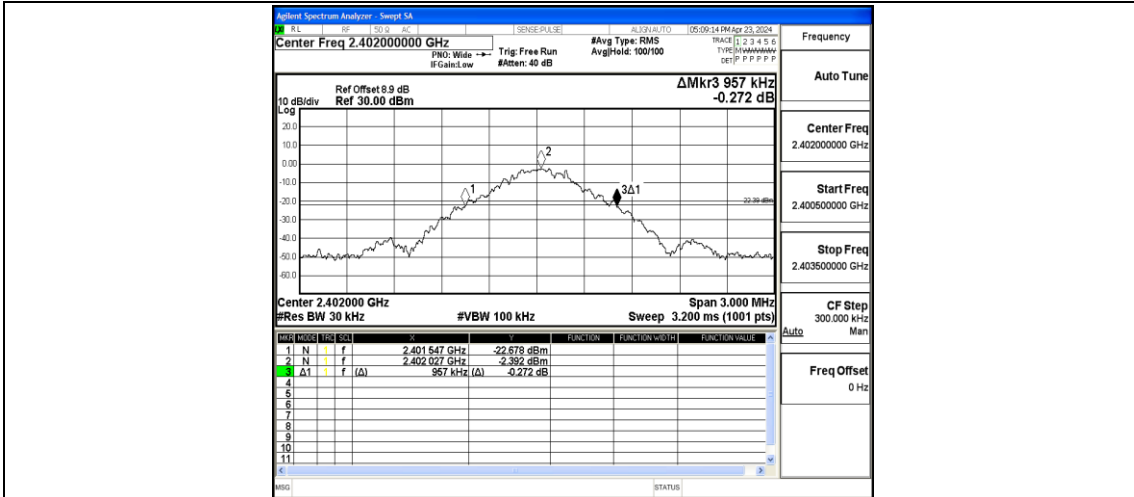 Agilent Spectrum Analyzer - Swept SA
RL RF 50 Ω AC SENSE:PULSE ALIGN AUTO 05:09:14 PM Apr 23, 2024
Center Freq 2.402000000 GHz
#Avg Type: RMS
TRACE 1 2 3 4 5 6
PNO: Wide Trig: Free Run Avg|Hold: 100/100
TYPE MWWWWW
IFGain:Low #Atten: 40 dB
DET P P P P P P
ΔMkr3 957 kHz
-0.272 dB
Ref Offset 8.9 dB
10 dB/div Ref 30.00 dBm
Log
20.0
10.0
0.00
-10.0
-20.0
-30.0
-40.0
-50.0
-60.0
1
2
3Δ1
-22.39 dBm
Center 2.402000 GHz Span 3.000 MHz
#Res BW 30 kHz #VBW 100 kHz Sweep 3.200 ms (1001 pts)
MKR MODE TRC SCL X Y FUNCTION FUNCTION WIDTH FUNCTION VALUE
1 N 1 f 2.401 547 GHz -22.678 dBm
2 N 1 f 2.402 027 GHz -2.392 dBm
3 Δ1 1 f (Δ) 957 kHz (Δ) -0.272 dB
4
5
6
7
8
9
10
11
MSG STATUS
Frequency
Auto Tune
Center Freq
2.402000000 GHz
Start Freq
2.400500000 GHz
Stop Freq
2.403500000 GHz
CF Step
300.000 kHz
Auto Man
Freq Offset
0 Hz